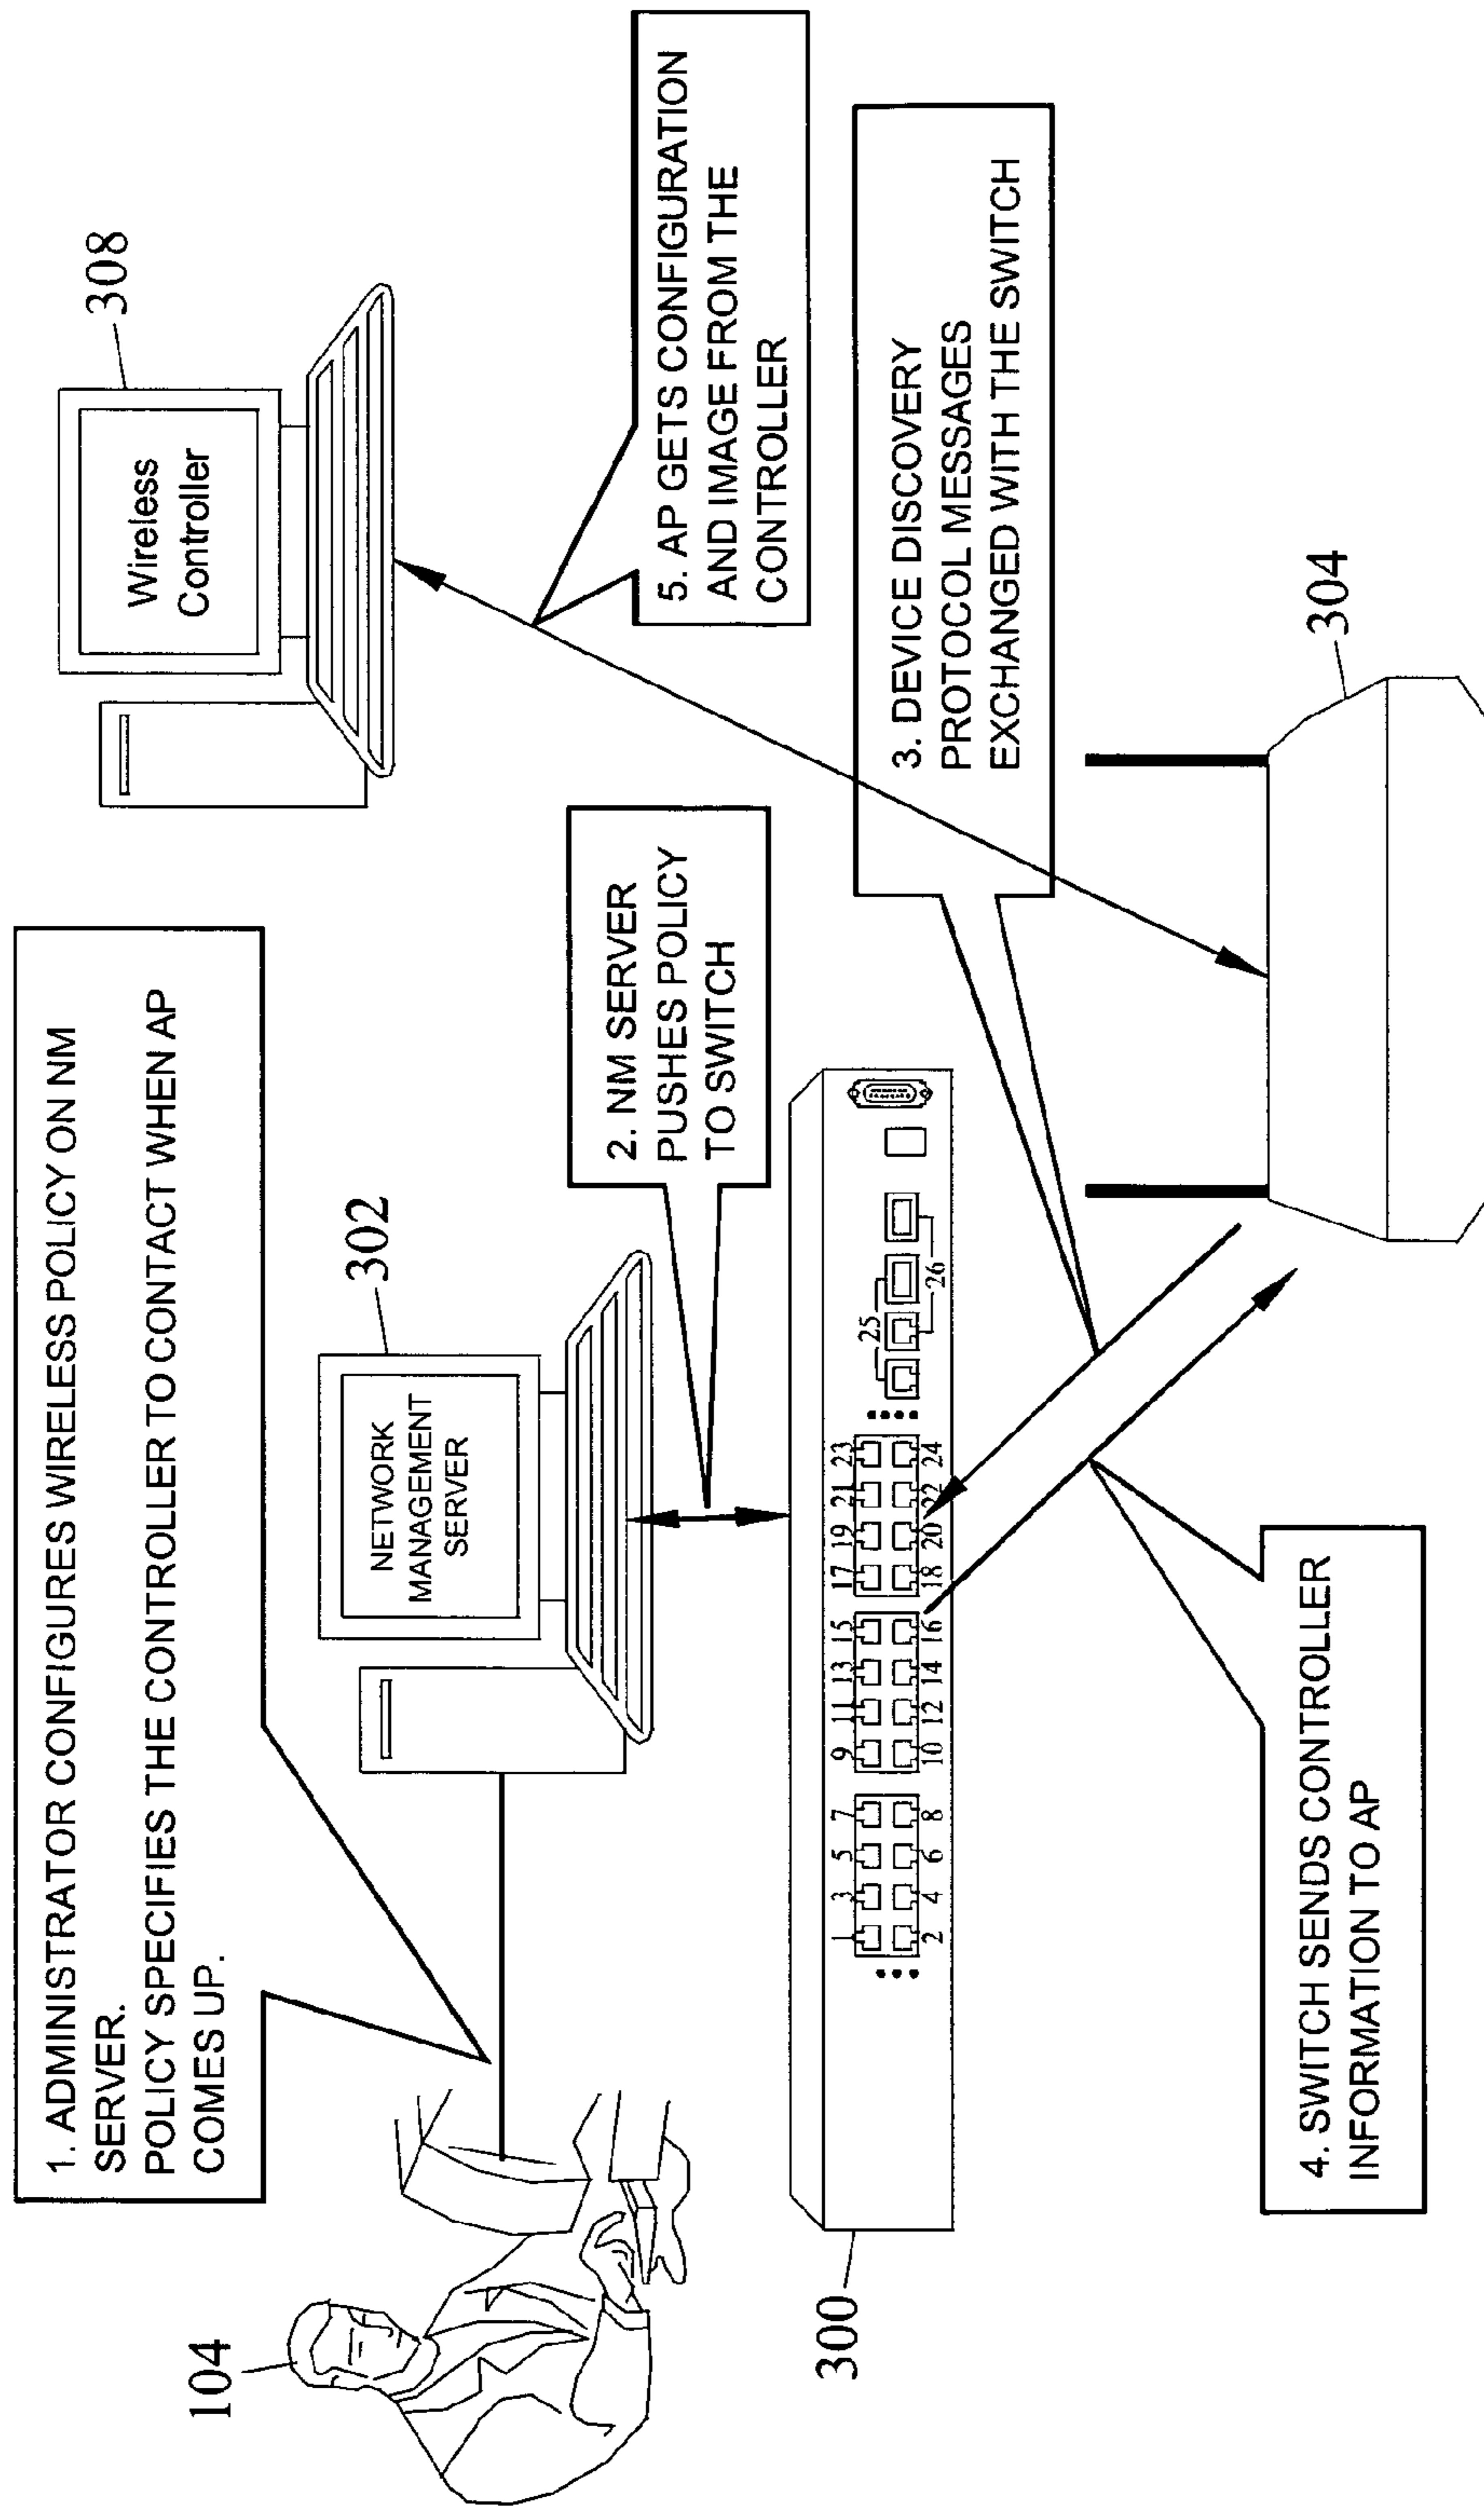 1. ADMINISTRATOR CONFIGURES WIRELESS POLICY ON NM
SERVER.
POLICY SPECIFIES THE CONTROLLER TO CONTACT WHEN AP
COMES UP.
104
302
NETWORK
MANAGEMENT
SERVER
308
Wireless
Controller
2. NM SERVER
PUSHES POLICY
TO SWITCH
5. AP GETS CONFIGURATION
AND IMAGE FROM THE
CONTROLLER
3. DEVICE DISCOVERY
PROTOCOL MESSAGES
EXCHANGED WITH THE SWITCH
300
1 3 5 7 9 11 13 15 17 19 21 23 25
2 4 6 8 10 12 14 16 18 20 22 24 26
304
4. SWITCH SENDS CONTROLLER
INFORMATION TO AP